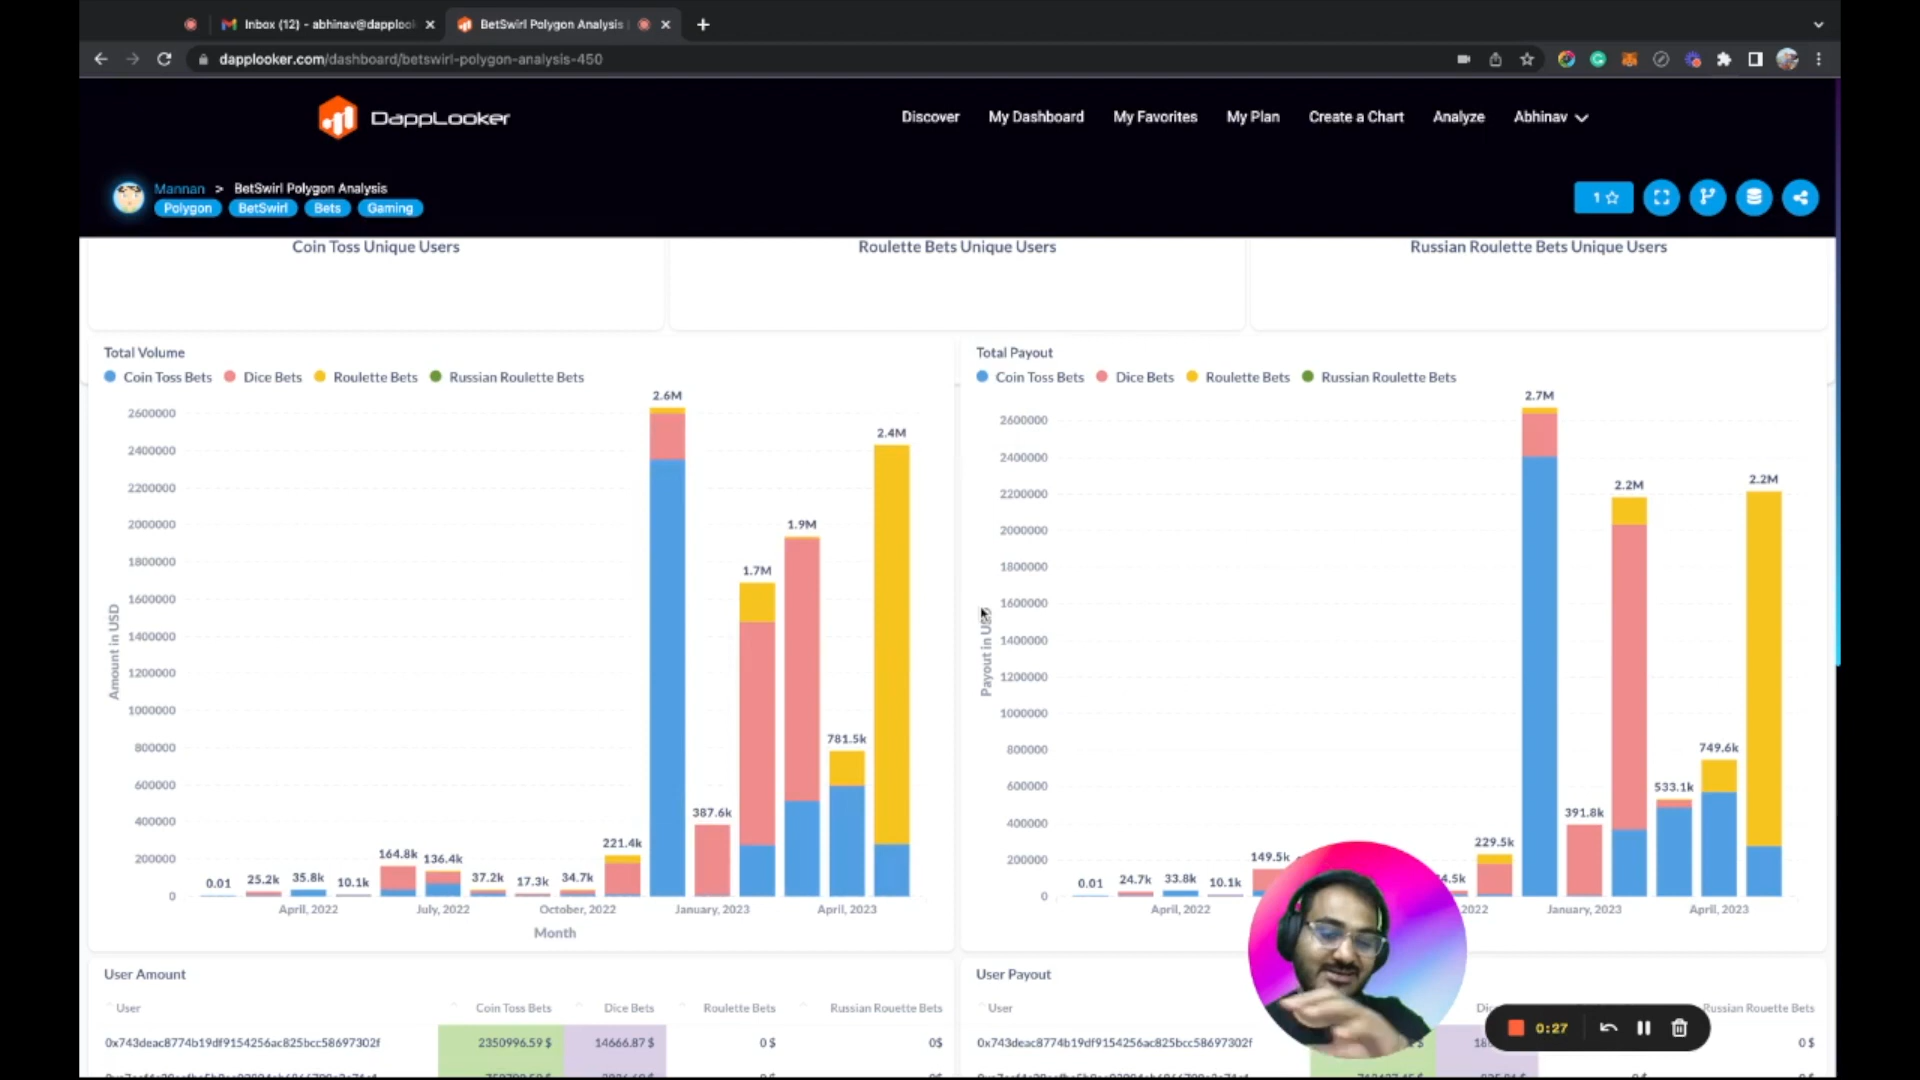 Inbox (12) - abhinav@dapploo
BetSwirl Polygon Analysis
dapplooker.com/dashboard/betswirl-polygon-analysis-450
DappLooker
Discover My Dashboard My Favorites My Plan Create a Chart Analyze Abhinav
Mannan > BetSwirl Polygon Analysis
Polygon BetSwirl Bets Gaming
1
Coin Toss Unique Users
Roulette Bets Unique Users
Russian Roulette Bets Unique Users
Total Volume
Coin Toss Bets Dice Bets Roulette Bets Russian Roulette Bets
2.6M
2600000
2.4M
2400000
2200000
1.9M
2000000
1800000
1.7M
1600000
1400000
1200000
1000000
781.5k
800000
600000
387.6k
400000
221.4k
164.8k 136.4k
200000
0.01 25.2k 35.8k 10.1k 37.2k 17.3k 34.7k
0
April, 2022 July, 2022 October, 2022 January, 2023 April, 2023
Amount in USD
Month
Total Payout
Coin Toss Bets Dice Bets Roulette Bets Russian Roulette Bets
2.7M
2600000
2400000
2.2M 2.2M
2200000
2000000
1800000
1600000
1400000
1200000
1000000
749.6k
800000
533.1k
600000
391.8k
400000
229.5k
149.5k
200000
0.01 24.7k 33.8k 10.1k 4.5k
0
April, 2022 2022 January, 2023 April, 2023
Payout in USD
User Amount
User Coin Toss Bets Dice Bets Roulette Bets Russian Rouette Bets
0x743deac8774b19df9154256ac825bcc58697302f 2350996.59 $ 14666.87 $ 0 $ 0$
User Payout
User Russian Rouette Bets
0x743deac8774b19df9154256ac825bcc58697302f 0 $
0:27